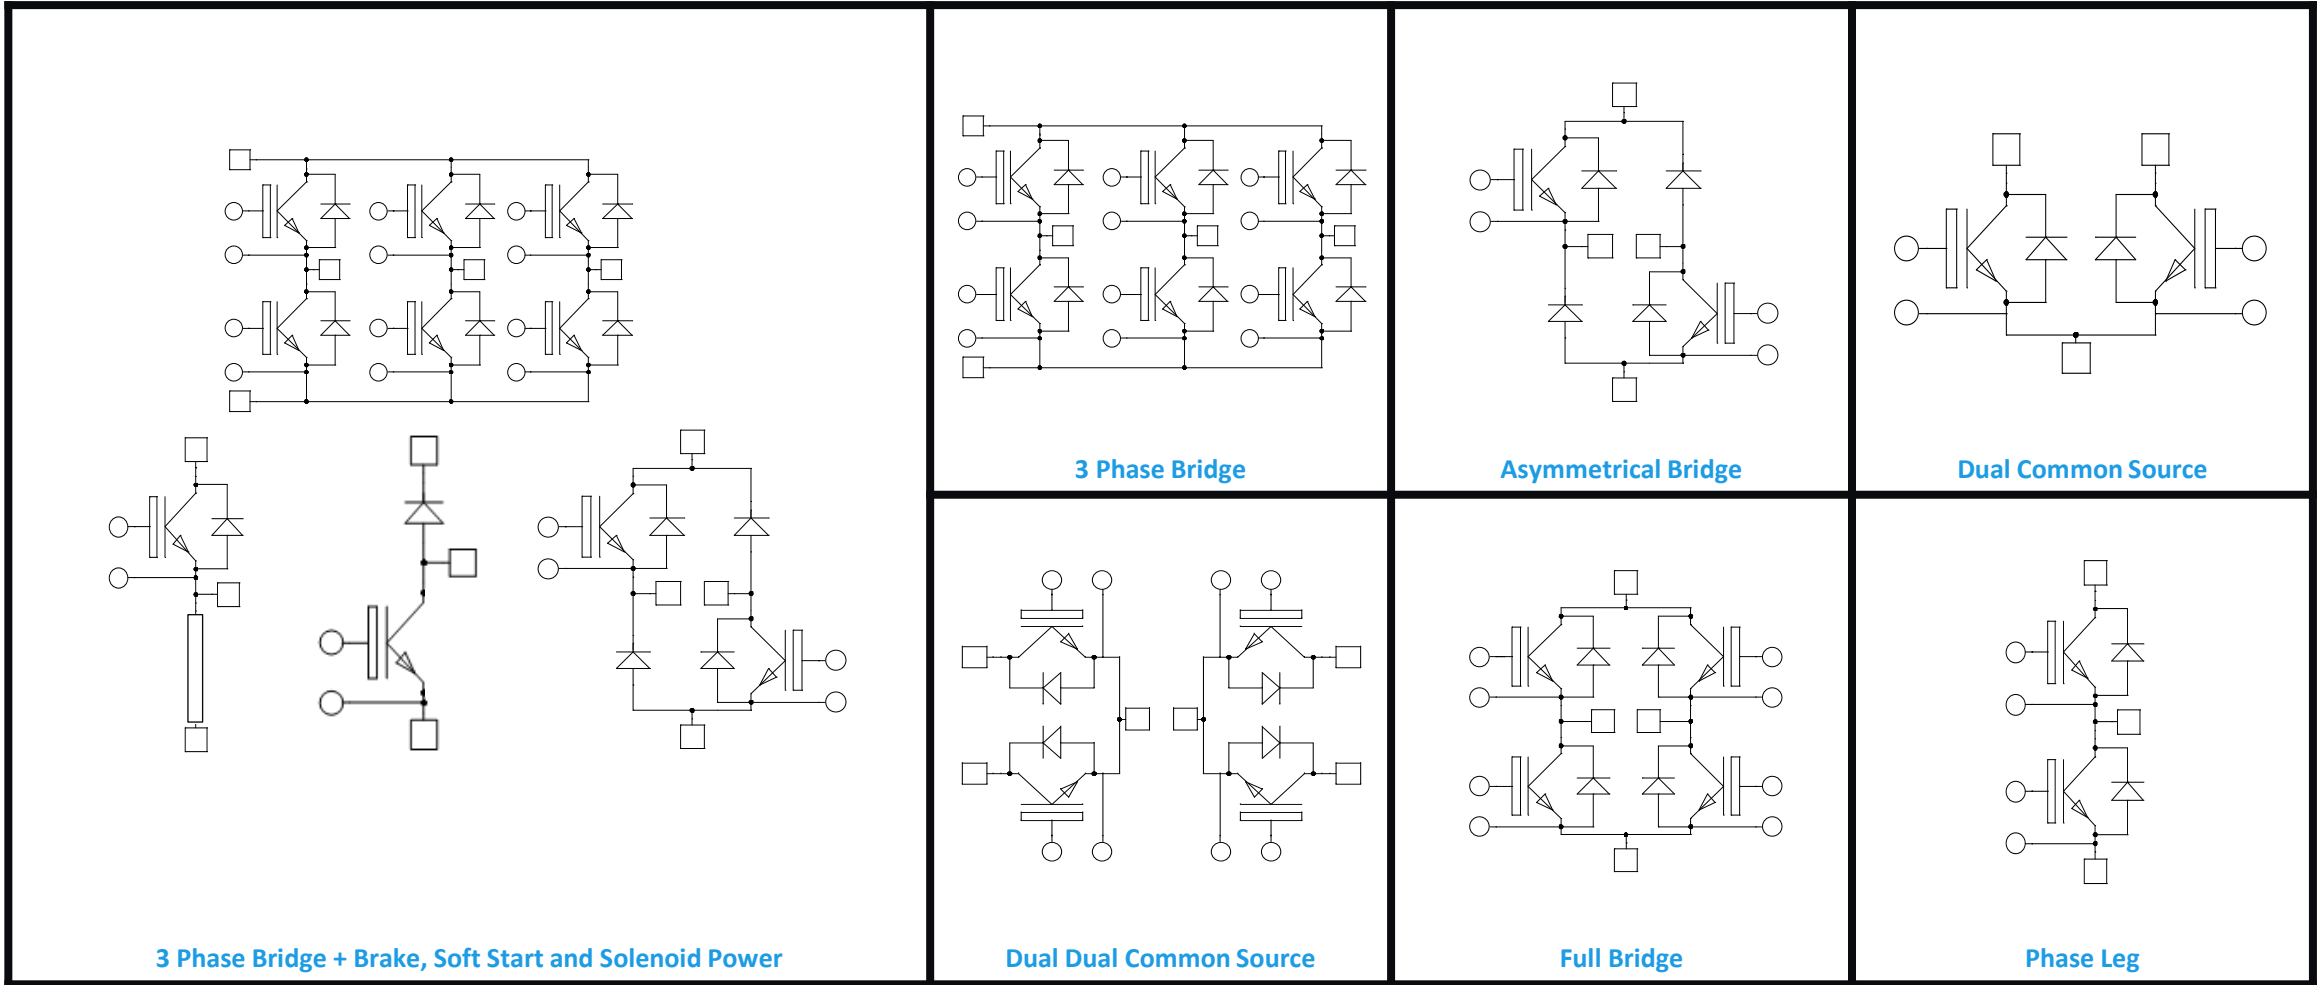 3 Phase Bridge
Asymmetrical Bridge
Dual Common Source
3 Phase Bridge + Brake, Soft Start and Solenoid Power
Dual Dual Common Source
Full Bridge
Phase Leg